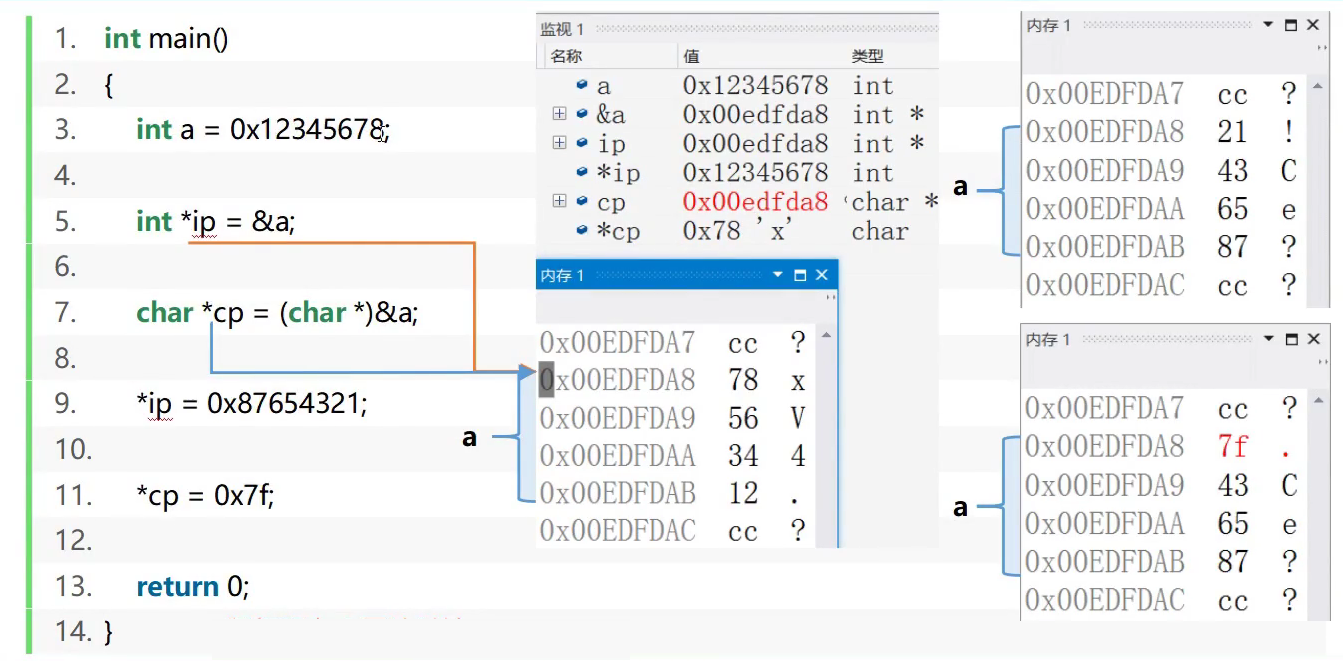 1. int main()
2. {
3. int a = 0x12345678;
4.
5. int *ip = &a;
6.
7. char *cp = (char *)&a;
8.
9. *ip = 0x87654321;
10.
11. *cp = 0x7f;
12.
13. return 0;
14. }
监视 1
名称 值 类型
a 0x12345678 int
&a 0x00edfda8 int *
ip 0x00edfda8 int *
*ip 0x12345678 int
cp 0x00edfda8 ' char *
*cp 0x78 'x' char
内存 1
0x00EDFDA7 cc ?
0x00EDFDA8 78 x
0x00EDFDA9 56 V
0x00EDFDAA 34 4
0x00EDFDAB 12 .
0x00EDFDAC cc ?
a
内存 1
0x00EDFDA7 cc ?
0x00EDFDA8 21 !
0x00EDFDA9 43 C
0x00EDFDAA 65 e
0x00EDFDAB 87 ?
0x00EDFDAC cc ?
a
内存 1
0x00EDFDA7 cc ?
0x00EDFDA8 7f .
0x00EDFDA9 43 C
0x00EDFDAA 65 e
0x00EDFDAB 87 ?
0x00EDFDAC cc ?
a